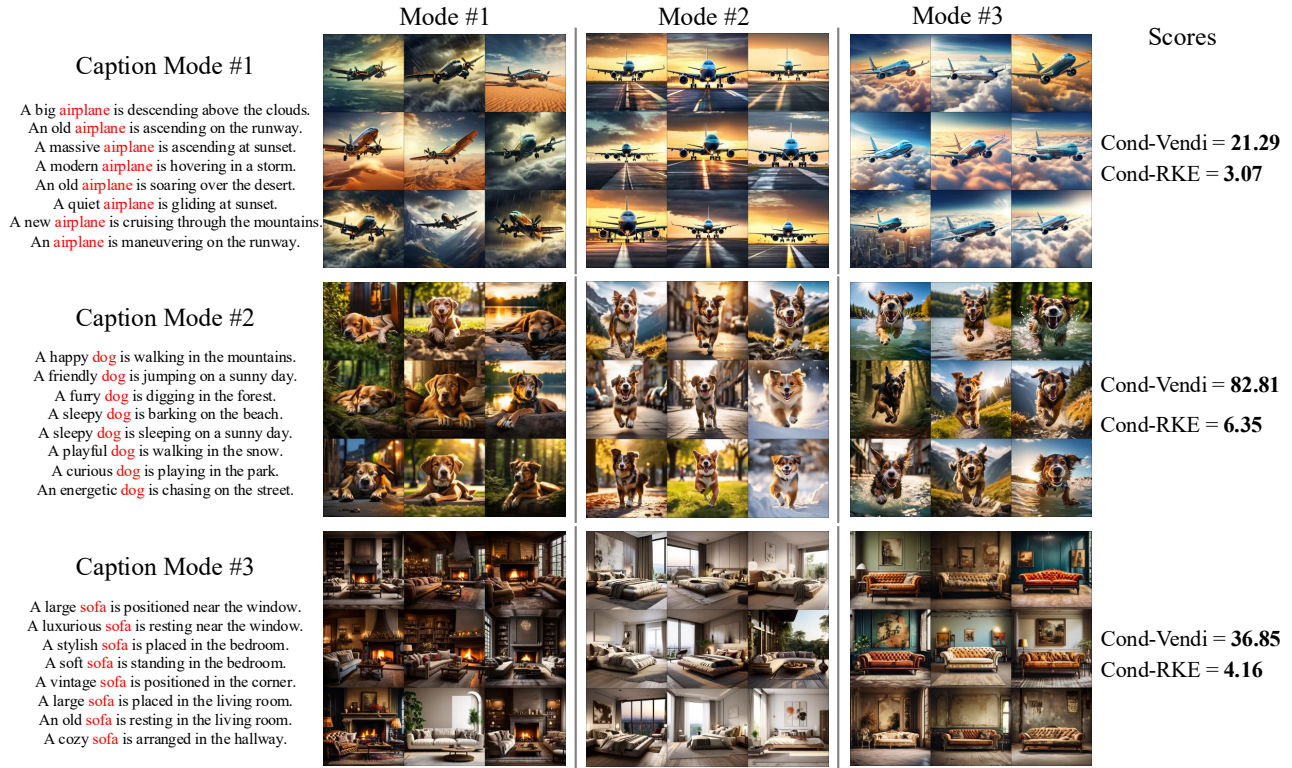 Mode #1
Mode #2
Mode #3
Scores
Caption Mode #1
A big airplane is descending above the clouds.
An old airplane is ascending on the runway.
A massive airplane is ascending at sunset.
A modern airplane is hovering in a storm.
An old airplane is soaring over the desert.
A quiet airplane is gliding at sunset.
A new airplane is cruising through the mountains.
An airplane is maneuvering on the runway.
Cond-Vendi = 21.29
Cond-RKE = 3.07
Caption Mode #2
A happy dog is walking in the mountains.
A friendly dog is jumping on a sunny day.
A furry dog is digging in the forest.
A sleepy dog is barking on the beach.
A sleepy dog is sleeping on a sunny day.
A playful dog is walking in the snow.
A curious dog is playing in the park.
An energetic dog is chasing on the street.
Cond-Vendi = 82.81
Cond-RKE = 6.35
Caption Mode #3
A large sofa is positioned near the window.
A luxurious sofa is resting near the window.
A stylish sofa is placed in the bedroom.
A soft sofa is standing in the bedroom.
A vintage sofa is positioned in the corner.
A large sofa is placed in the living room.
An old sofa is resting in the living room.
A cozy sofa is arranged in the hallway.
Cond-Vendi = 36.85
Cond-RKE = 4.16